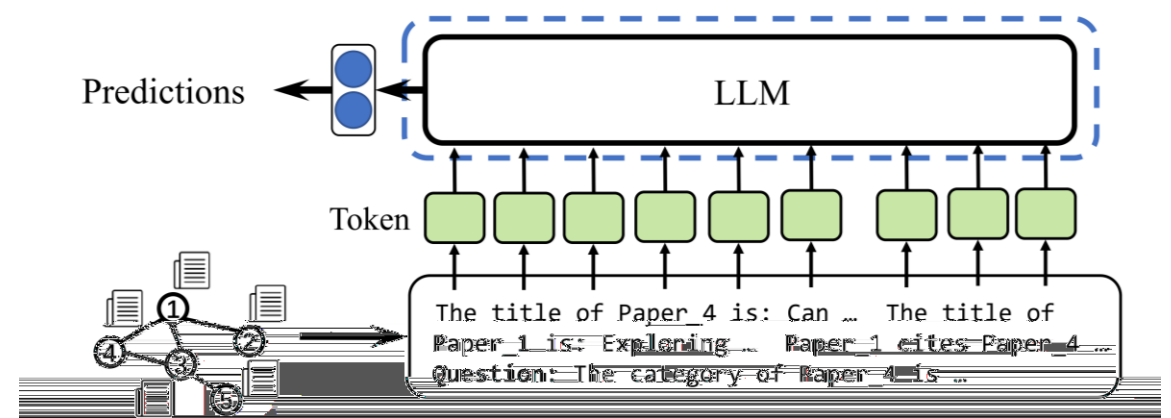 LLM
Predictions
Token
1
2
4
3
5
The title of Paper_4 is: Can … The title of
Paper_1 is: Exploring … Paper_1 cites Paper_4 …
Question: The category of Paper_4 is …